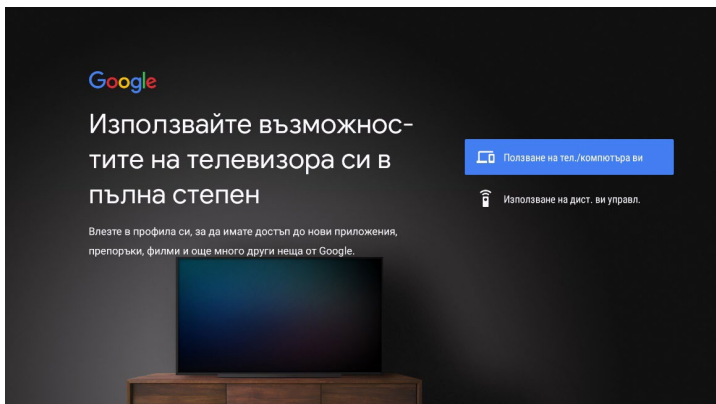 Google
Използвайте възможнос-
тите на телевизора си в
пълна степен
Влезте в профила си, за да имате достъп до нови приложения,
препоръки, филми и още много други неща от Google.
Ползване на тел./компютъра ви
Използване на дист. ви управл.